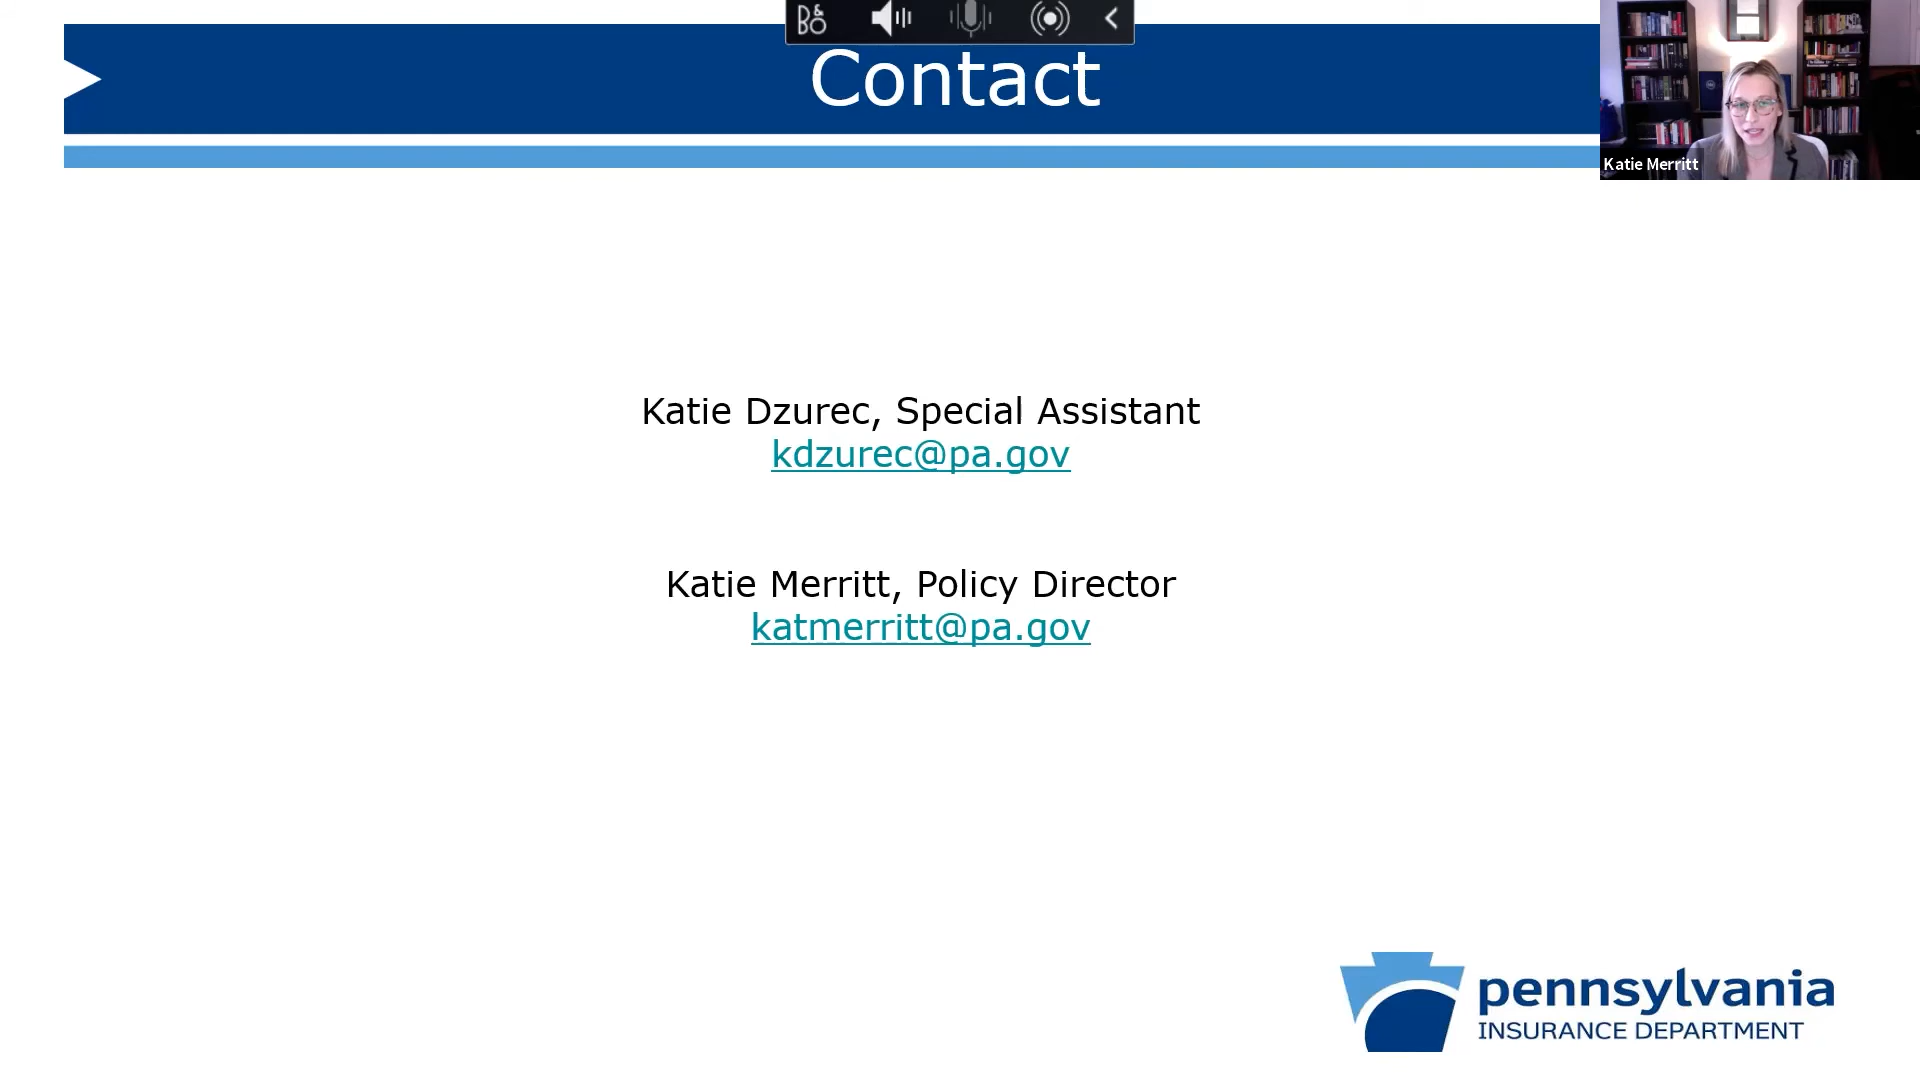 B&O
Contact
Katie Merritt
Katie Dzurec, Special Assistant
kdzurec@pa.gov
Katie Merritt, Policy Director
katmerritt@pa.gov
pennsylvania
INSURANCE DEPARTMENT